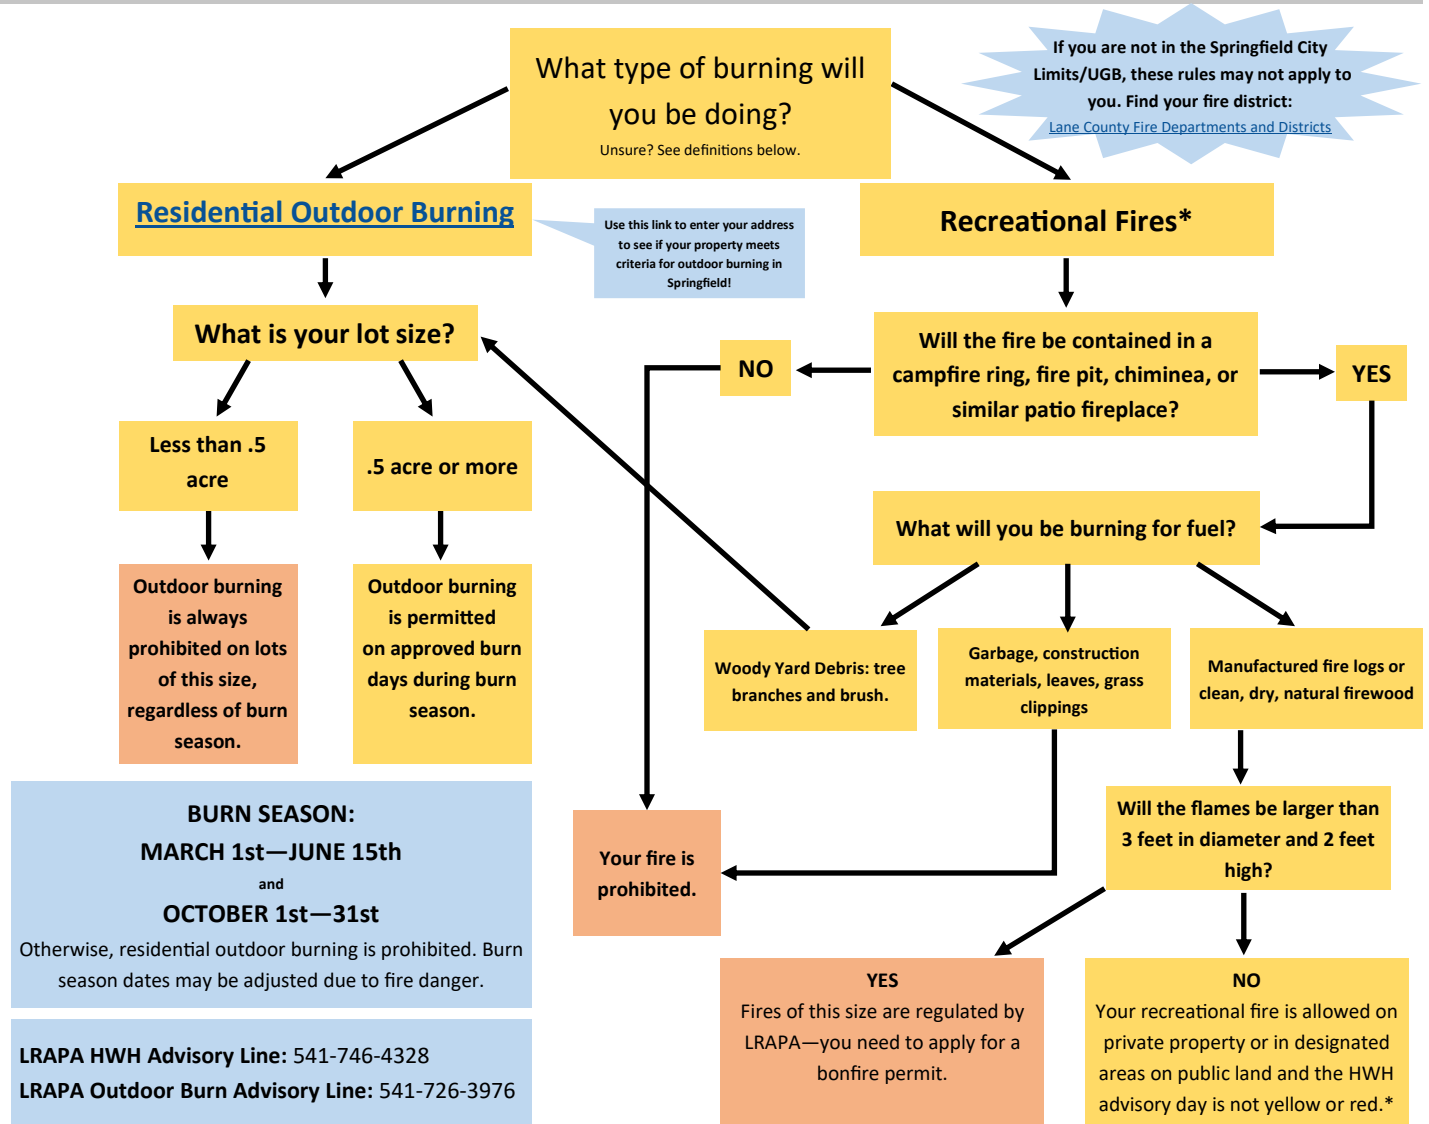 What type of burning will
you be doing?
Unsure? See definitions below.
If you are not in the Springfield City
Limits/UGB, these rules may not apply to
you. Find your fire district:
Lane County Fire Departments and Districts
Residential Outdoor Burning
Use this link to enter your address
to see if your property meets
criteria for outdoor burning in
Springfield!
Recreational Fires*
What is your lot size?
Less than .5
acre
.5 acre or more
Outdoor burning
is always
prohibited on lots
of this size,
regardless of burn
season.
Outdoor burning
is permitted
on approved burn
days during burn
season.
Will the fire be contained in a
campfire ring, fire pit, chiminea, or
similar patio fireplace?
NO
YES
What will you be burning for fuel?
Woody Yard Debris: tree
branches and brush.
Garbage, construction
materials, leaves, grass
clippings
Manufactured fire logs or
clean, dry, natural firewood
Your fire is
prohibited.
Will the flames be larger than
3 feet in diameter and 2 feet
high?
YES
Fires of this size are regulated by
LRAPA—you need to apply for a
bonfire permit.
NO
Your recreational fire is allowed on
private property or in designated
areas on public land and the HWH
advisory day is not yellow or red.*
BURN SEASON:
MARCH 1st—JUNE 15th
and
OCTOBER 1st—31st
Otherwise, residential outdoor burning is prohibited. Burn
season dates may be adjusted due to fire danger.
LRAPA HWH Advisory Line: 541-746-4328
LRAPA Outdoor Burn Advisory Line: 541-726-3976